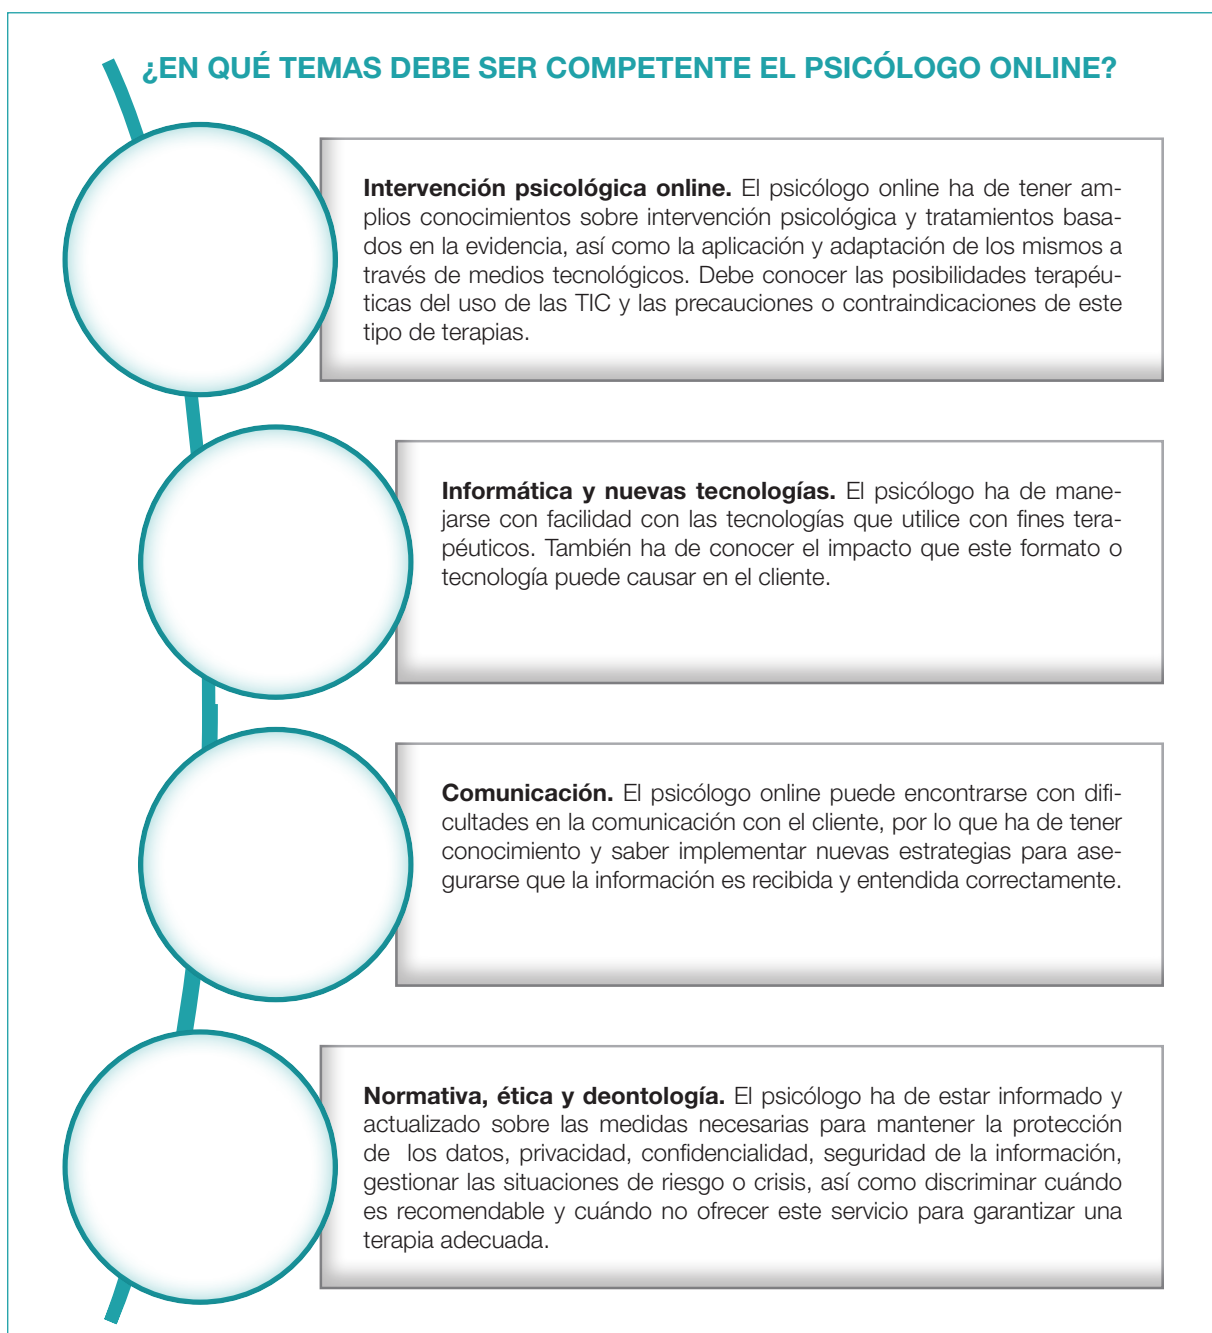 ¿EN QUÉ TEMAS DEBE SER COMPETENTE EL PSICÓLOGO ONLINE?
Intervención psicológica online. El psicólogo online ha de tener am-
plios conocimientos sobre intervención psicológica y tratamientos basa-
dos en la evidencia, así como la aplicación y adaptación de los mismos a
través de medios tecnológicos. Debe conocer las posibilidades terapéu-
ticas del uso de las TIC y las precauciones o contraindicaciones de este
tipo de terapias.
Informática y nuevas tecnologías. El psicólogo ha de mane-
jarse con facilidad con las tecnologías que utilice con fines tera-
péuticos. También ha de conocer el impacto que este formato o
tecnología puede causar en el cliente.
Comunicación. El psicólogo online puede encontrarse con difi-
cultades en la comunicación con el cliente, por lo que ha de tener
conocimiento y saber implementar nuevas estrategias para ase-
gurarse que la información es recibida y entendida correctamente.
Normativa, ética y deontología. El psicólogo ha de estar informado y
actualizado sobre las medidas necesarias para mantener la protección
de los datos, privacidad, confidencialidad, seguridad de la información,
gestionar las situaciones de riesgo o crisis, así como discriminar cuándo
es recomendable y cuándo no ofrecer este servicio para garantizar una
terapia adecuada.